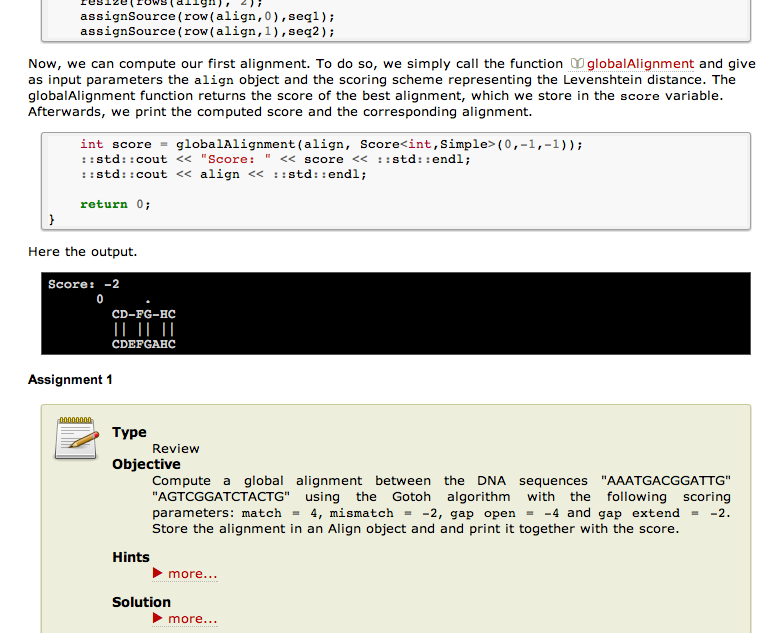 resize(rows(align), 2);
assignSource(row(align,0),seq1);
assignSource(row(align,1),seq2);
Now, we can compute our first alignment. To do so, we simply call the function globalAlignment and give
as input parameters the align object and the scoring scheme representing the Levenshtein distance. The
globalAlignment function returns the score of the best alignment, which we store in the score variable.
Afterwards, we print the computed score and the corresponding alignment.
int score = globalAlignment(align, Score<int,Simple>(0,-1,-1));
::std::cout << "Score: " << score << ::std::endl;
::std::cout << align << ::std::endl;
return 0;
}
Here the output.
Score: -2
0 .
CD-FG-HC
|| || ||
CDEFGAHC
Assignment 1
Type
Review
Objective
Compute a global alignment between the DNA sequences "AAATGACGGATTG"
"AGTCGGATCTACTG" using the Gotoh algorithm with the following scoring
parameters: match = 4, mismatch = -2, gap open = -4 and gap extend = -2.
Store the alignment in an Align object and and print it together with the score.
Hints
more...
Solution
more...